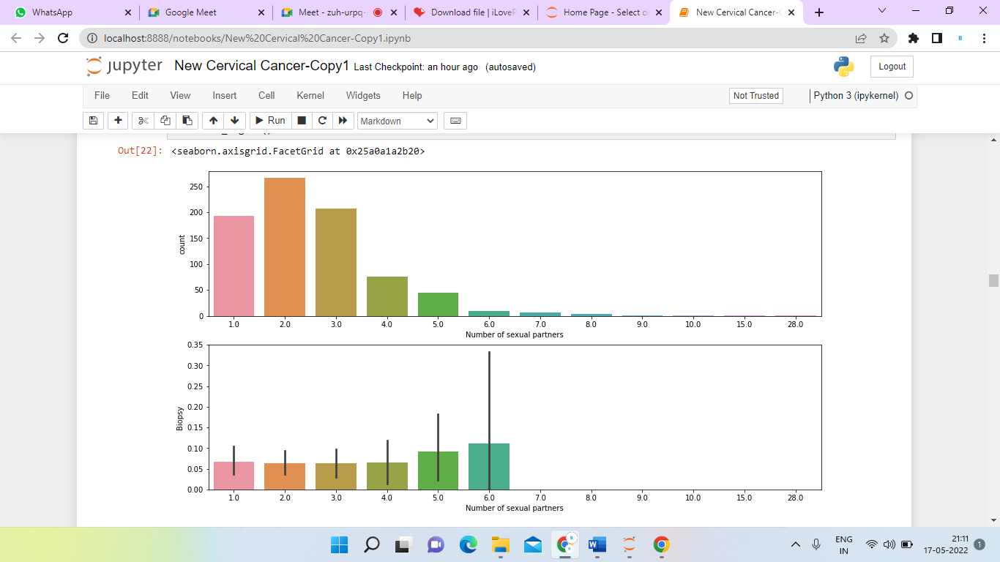 WhatsApp
Google Meet
Meet - zuh-urpq-
Download file | iLoveP
Home Page - Select o
New Cervical Cancer-
localhost:8888/notebooks/New%20Cervical%20Cancer-Copy1.ipynb
B
jupyter New Cervical Cancer-Copy1 Last Checkpoint: an hour ago (autosaved)
Logout
File Edit View Insert Cell Kernel Widgets Help
Not Trusted
Python 3 (ipykernel)
Run
Markdown
Out[22]: <seaborn.axisgrid.FacetGrid at 0x25a0a1a2b20>
250
200
150
100
50
0
count
1.0 2.0 3.0 4.0 5.0 6.0 7.0 8.0 9.0 10.0 15.0 28.0
Number of sexual partners
0.35
0.30
0.25
0.20
0.15
0.10
0.05
0.00
Biopsy
1.0 2.0 3.0 4.0 5.0 6.0 7.0 8.0 9.0 10.0 15.0 28.0
Number of sexual partners
ENG
IN
21:11
17-05-2022
1